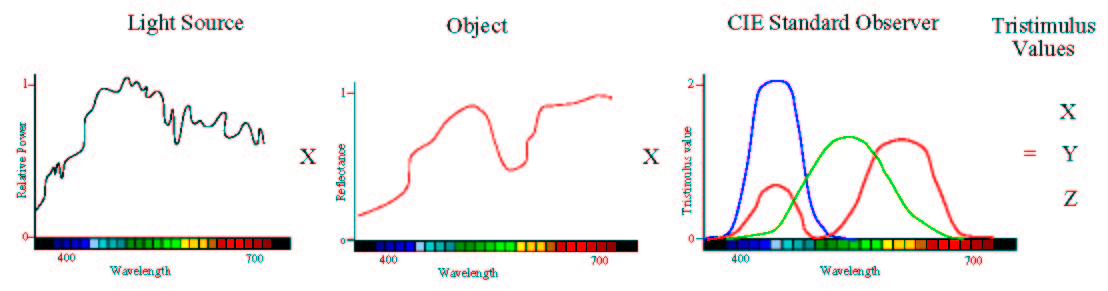 Light Source
Object
CIE Standard Observer
Tristimulus
Values
1
0
Relative Power
400
700
Wavelength
X
1
0
Reflectance
400
700
Wavelength
X
2
0
Tristimulus value
400
700
Wavelength
X
= Y
Z